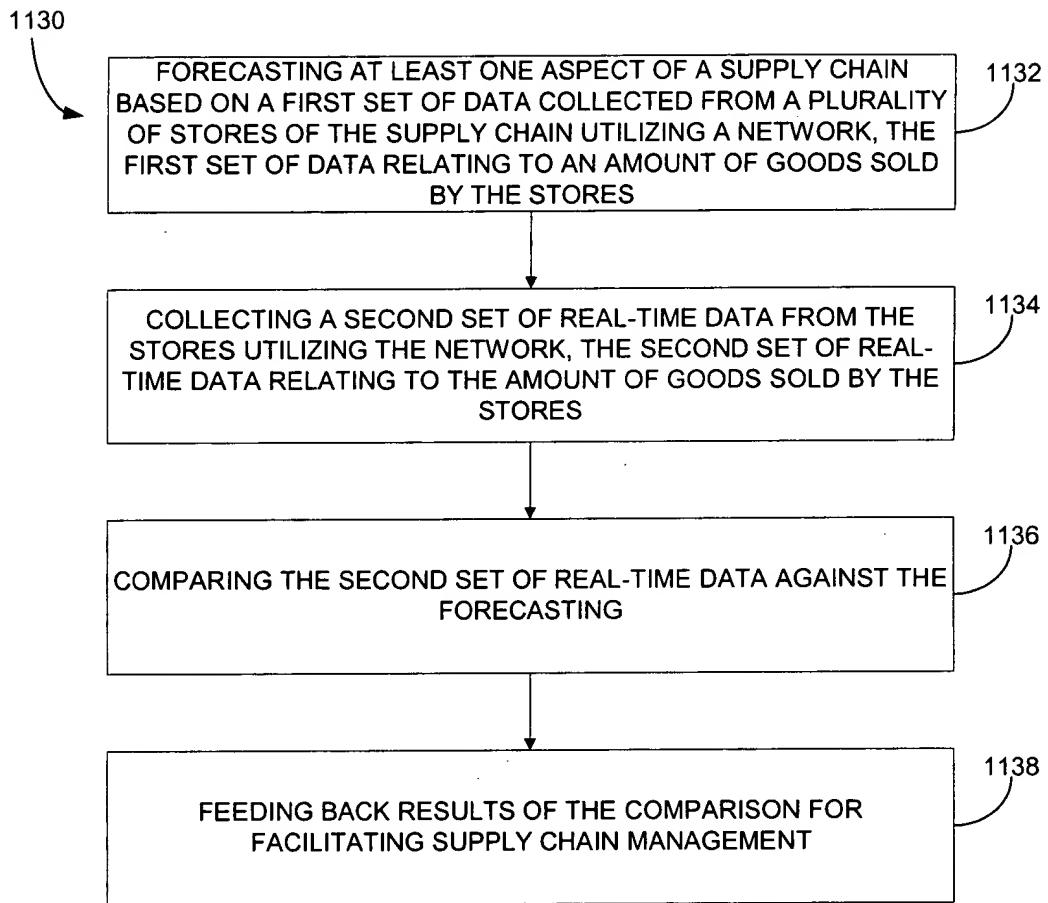 1130
FORECASTING AT LEAST ONE ASPECT OF A SUPPLY CHAIN
BASED ON A FIRST SET OF DATA COLLECTED FROM A PLURALITY
OF STORES OF THE SUPPLY CHAIN UTILIZING A NETWORK, THE
FIRST SET OF DATA RELATING TO AN AMOUNT OF GOODS SOLD
BY THE STORES
1132
COLLECTING A SECOND SET OF REAL-TIME DATA FROM THE
STORES UTILIZING THE NETWORK, THE SECOND SET OF REAL-
TIME DATA RELATING TO THE AMOUNT OF GOODS SOLD BY THE
STORES
1134
COMPARING THE SECOND SET OF REAL-TIME DATA AGAINST THE
FORECASTING
1136
FEEDING BACK RESULTS OF THE COMPARISON FOR
FACILITATING SUPPLY CHAIN MANAGEMENT
1138